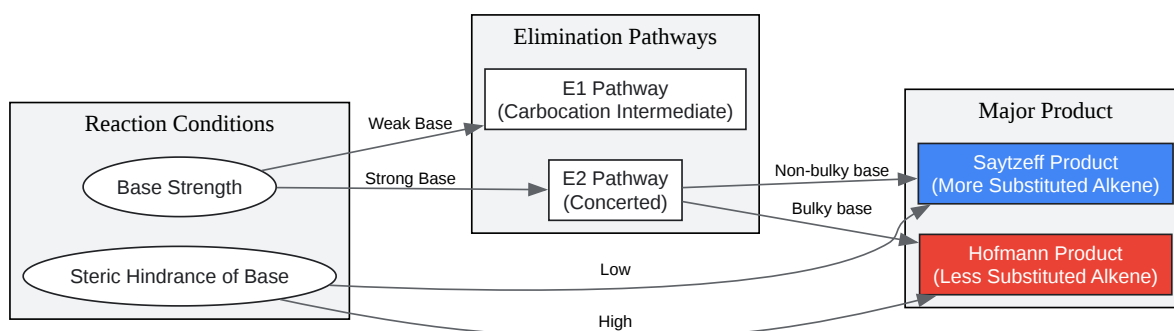 Elimination Pathways
E1 Pathway
(Carbocation Intermediate)
Reaction Conditions
Weak Base
Major Product
Base Strength
Strong Base
E2 Pathway
(Concerted)
Non-bulky base
Saytzeff Product
(More Substituted Alkene)
Bulky base
Steric Hindrance of Base
Low
Hofmann Product
(Less Substituted Alkene)
High